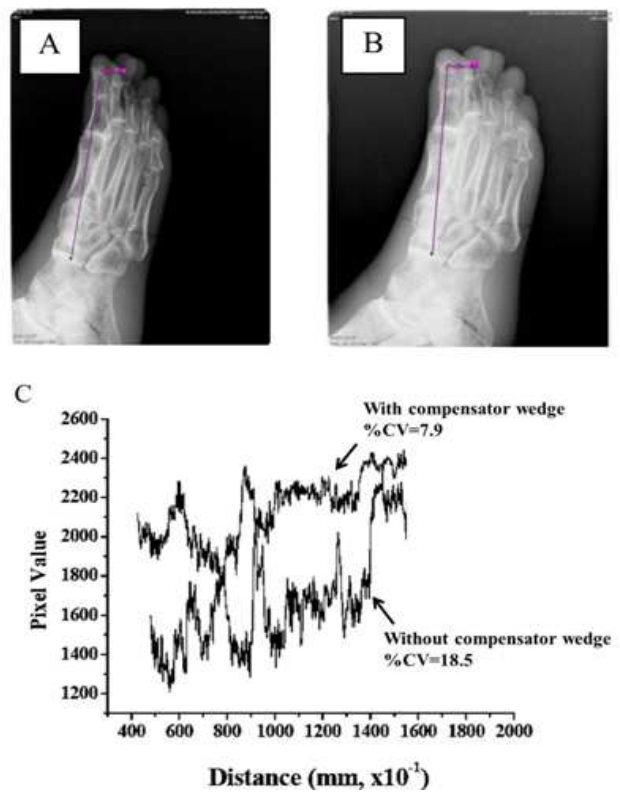 A
B
C
2600
2400
2200
2000
1800
1600
1400
1200
Pixel Value
With compensator wedge
%CV=7.9
Without compensator wedge
%CV=18.5
400 600 800 1000 1200 1400 1600 1800 2000
Distance (mm, x10⁻¹)